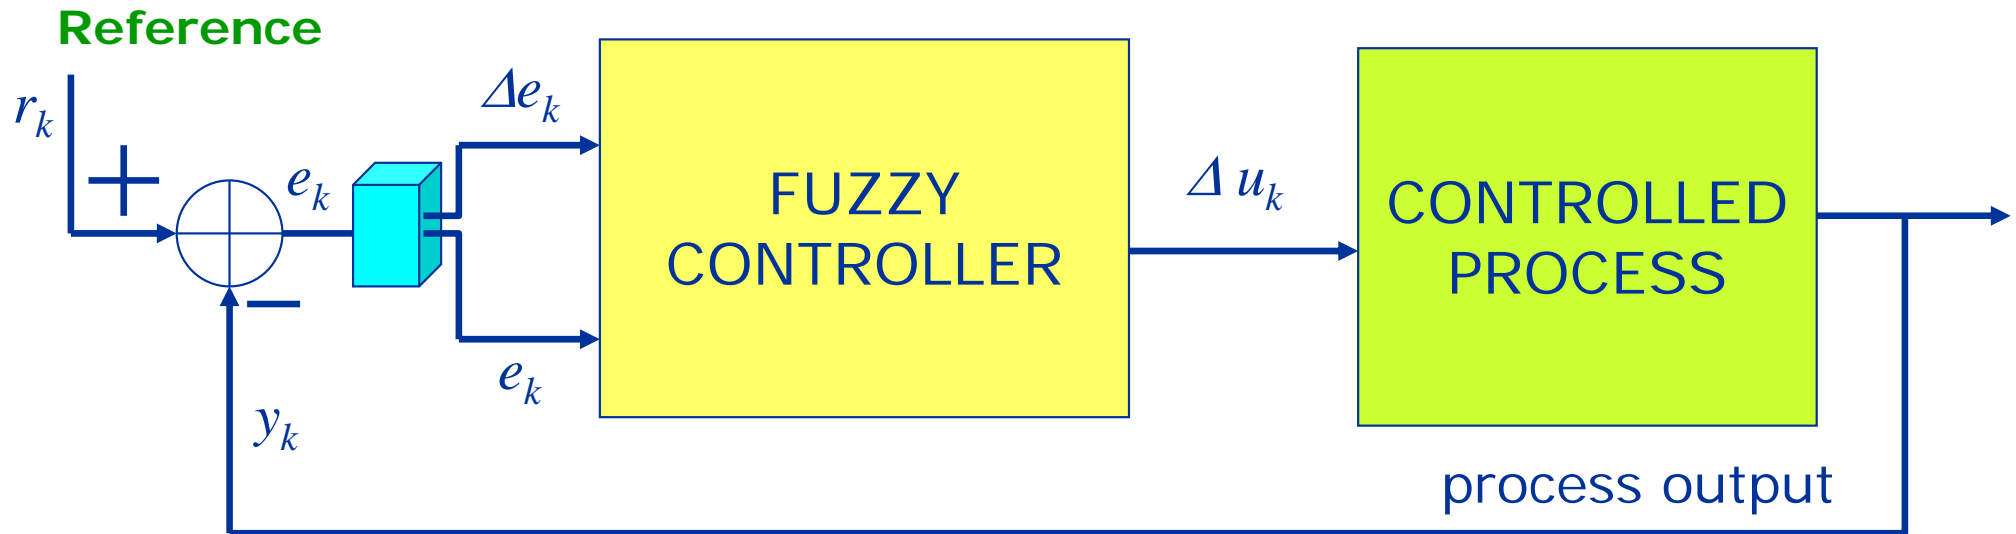 Reference
r_k
+
e_k
Δe_k
e_k
FUZZY
CONTROLLER
Δ u_k
CONTROLLED
PROCESS
−
y_k
process output